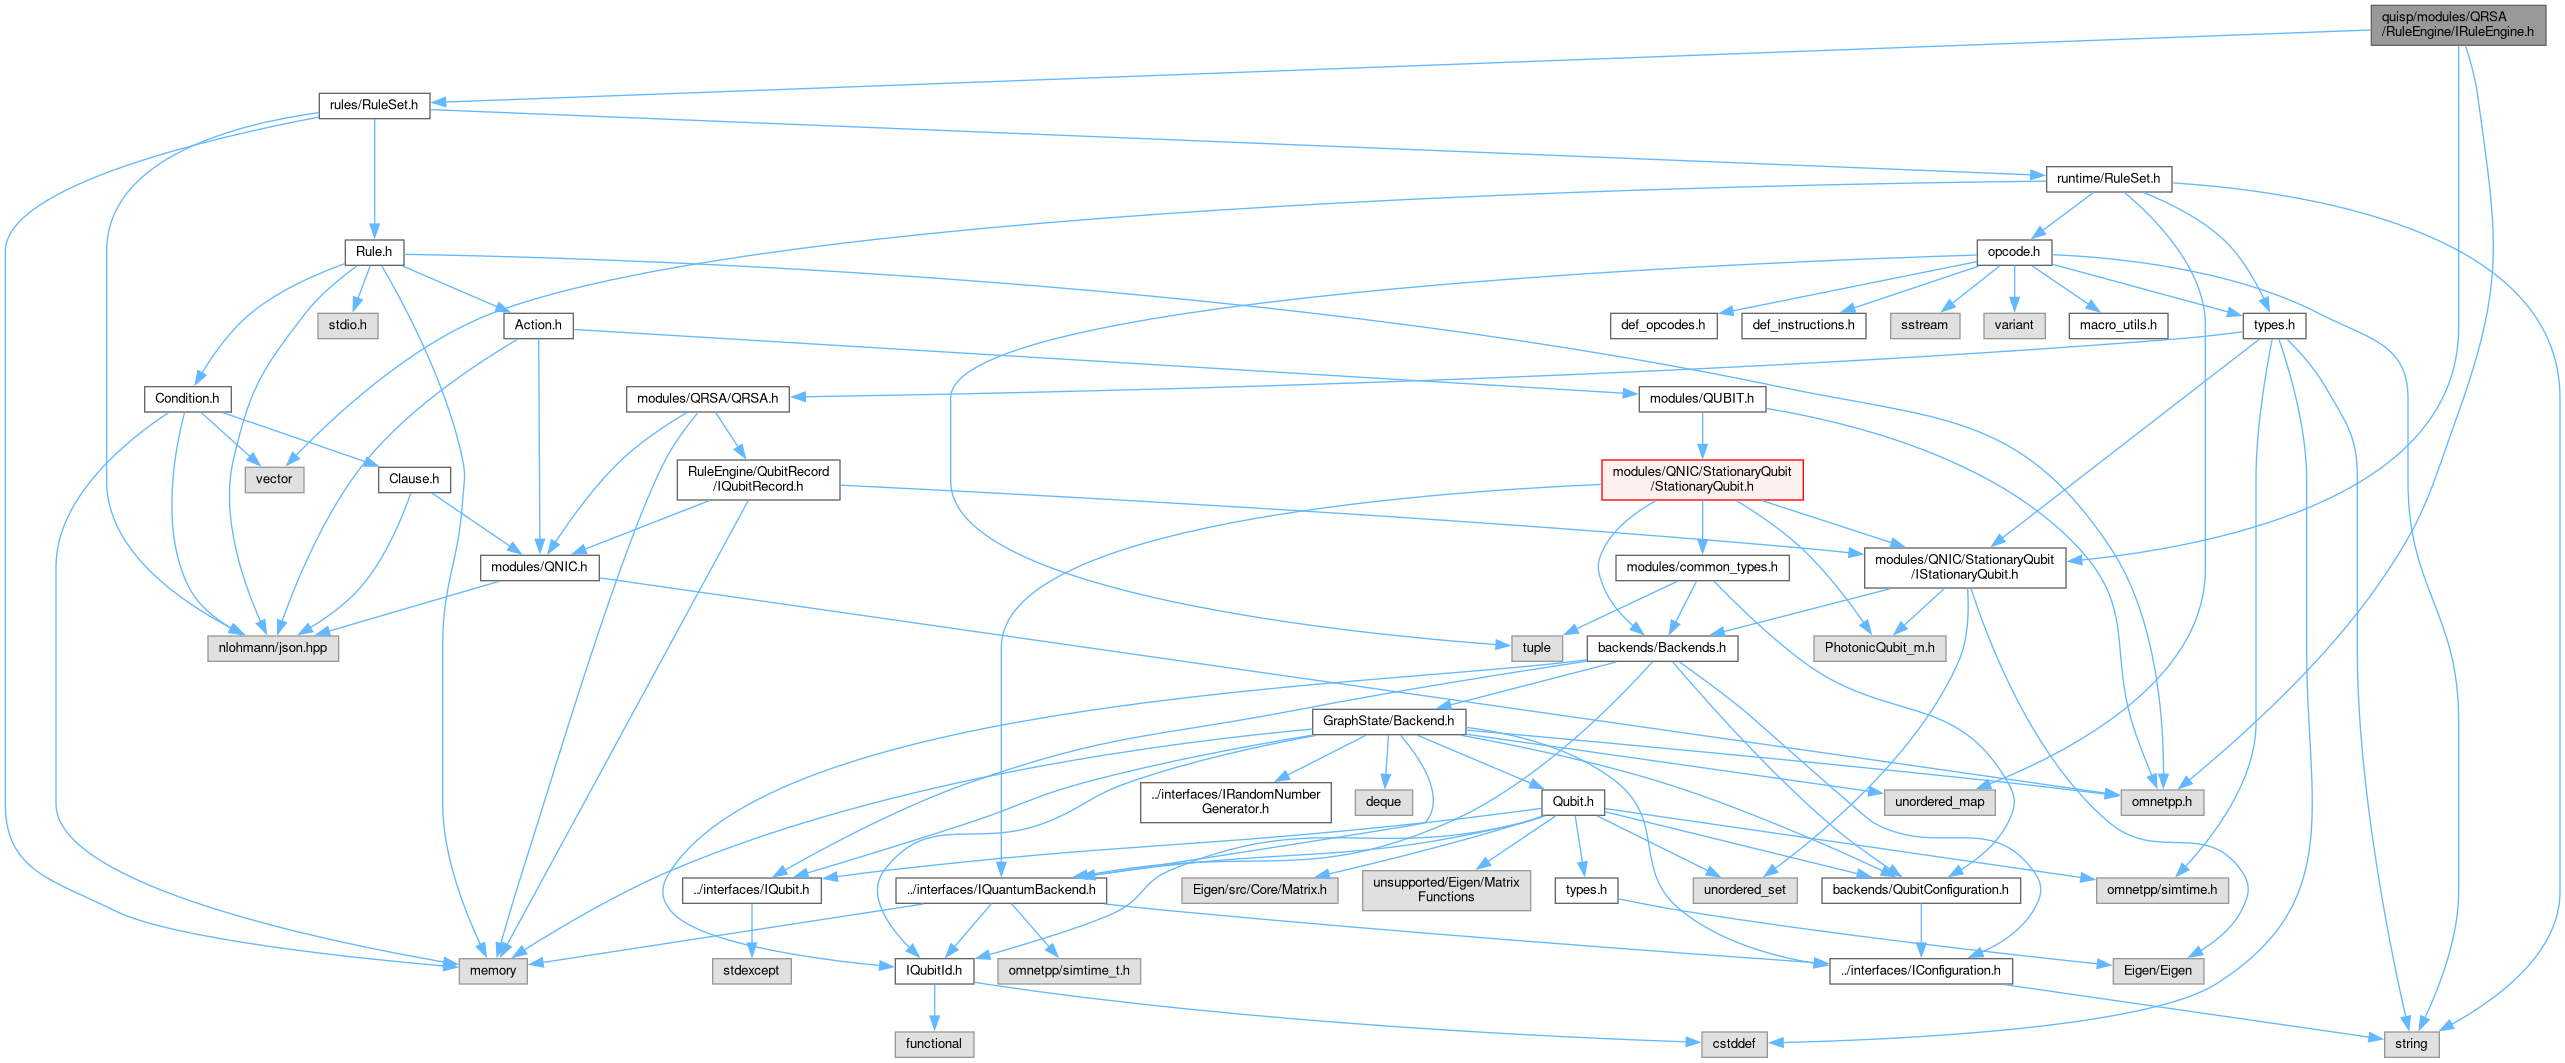 quisp/modules/QRSA
/RuleEngine/IRuleEngine.h
rules/RuleSet.h
runtime/RuleSet.h
Rule.h
opcode.h
stdio.h
Action.h
def_opcodes.h
def_instructions.h
sstream
variant
macro_utils.h
types.h
Condition.h
modules/QRSA/QRSA.h
modules/QUBIT.h
vector
Clause.h
RuleEngine/QubitRecord
/IQubitRecord.h
modules/QNIC/StationaryQubit
/StationaryQubit.h
modules/QNIC.h
modules/common_types.h
modules/QNIC/StationaryQubit
/IStationaryQubit.h
nlohmann/json.hpp
tuple
backends/Backends.h
PhotonicQubit_m.h
GraphState/Backend.h
../interfaces/IRandomNumber
Generator.h
deque
Qubit.h
unordered_map
omnetpp.h
../interfaces/IQubit.h
../interfaces/IQuantumBackend.h
Eigen/src/Core/Matrix.h
unsupported/Eigen/Matrix
Functions
types.h
unordered_set
backends/QubitConfiguration.h
omnetpp/simtime.h
memory
stdexcept
IQubitId.h
omnetpp/simtime_t.h
../interfaces/IConfiguration.h
Eigen/Eigen
functional
cstddef
string